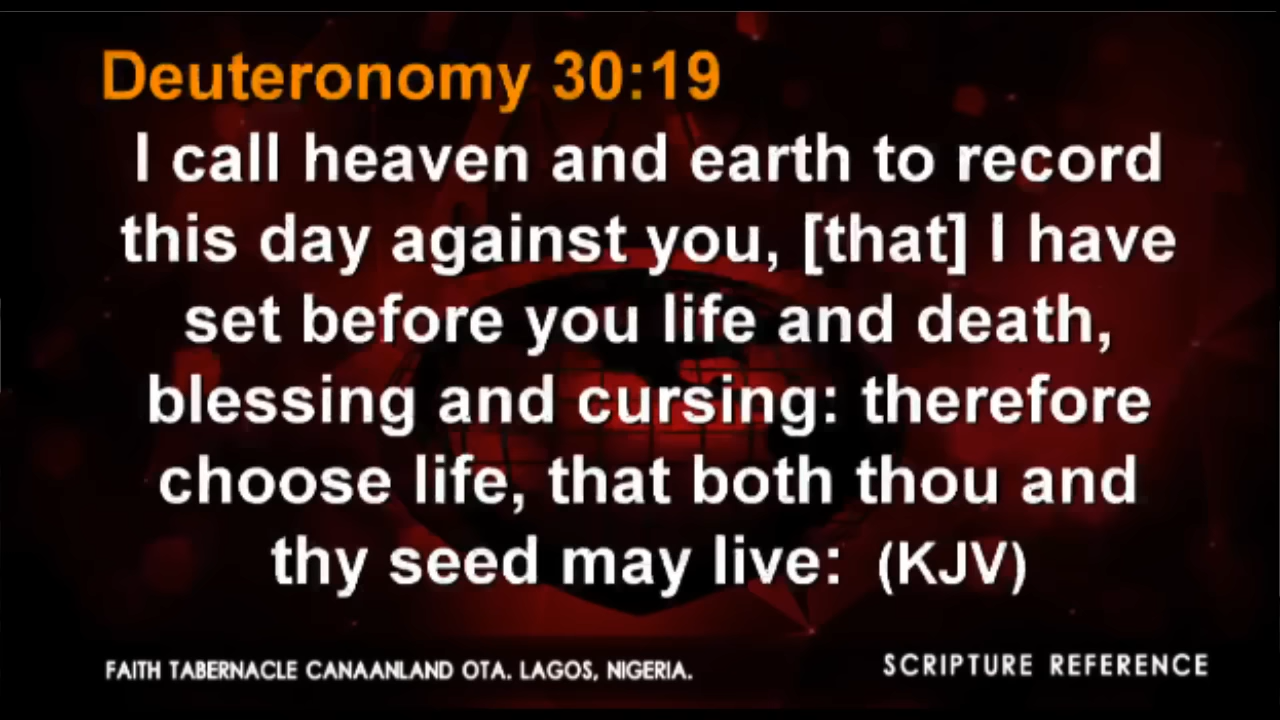 Deuteronomy 30:19
I call heaven and earth to record
this day against you, [that] I have
set before you life and death,
blessing and cursing: therefore
choose life, that both thou and
thy seed may live: (KJV)
FAITH TABERNACLE CANAANLAND OTA. LAGOS, NIGERIA.
SCRIPTURE REFERENCE